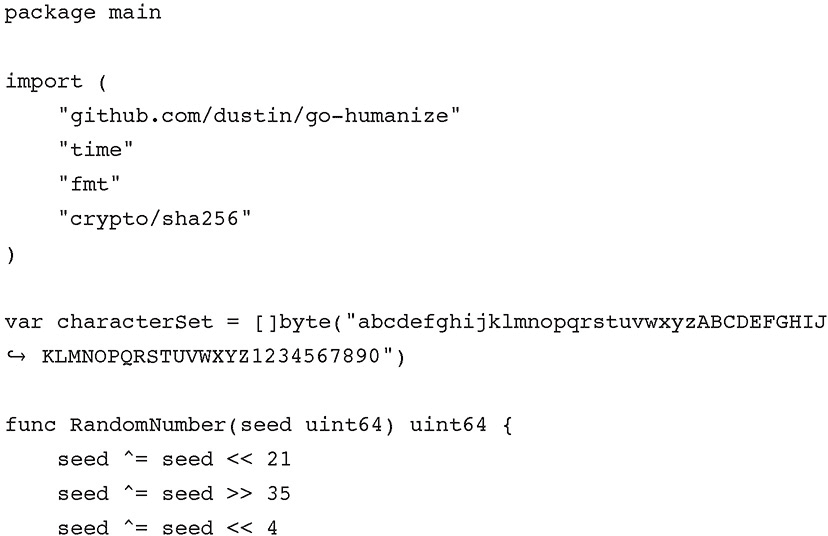 package main
import (
    "github.com/dustin/go-humanize"
    "time"
    "fmt"
    "crypto/sha256"
)
var characterSet = []byte("abcdefghijklmnopqrstuvwxyzABCDEFGHIJ
↪ KLMNOPQRSTUVWXYZ1234567890")
func RandomNumber(seed uint64) uint64 {
    seed ^= seed << 21
    seed ^= seed >> 35
    seed ^= seed << 4